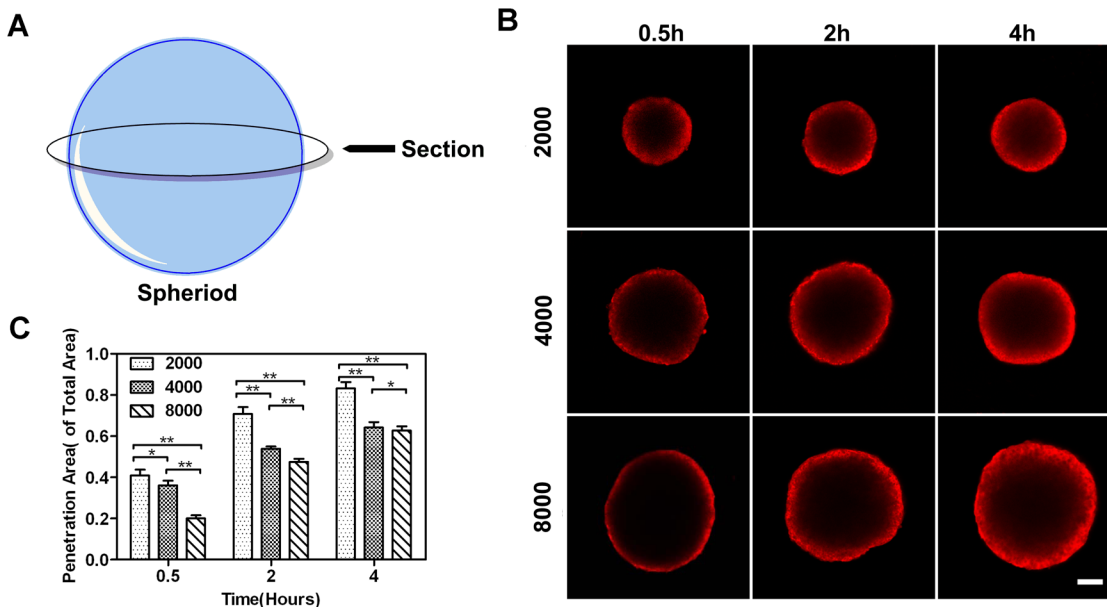 A
Section
Spheriod
B
0.5h 2h 4h
2000
4000
8000
C
Penetration Area( of Total Area)
1.0
0.8
0.6
0.4
0.2
0.0
2000
4000
8000
** ** **
** ** ** *
** * **
0.5 2 4
Time(Hours)